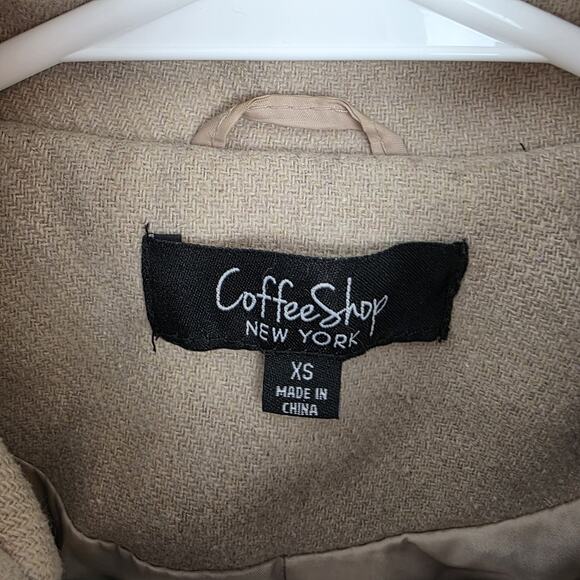 CoffeeShop
NEW YORK
XS
MADE IN
CHINA